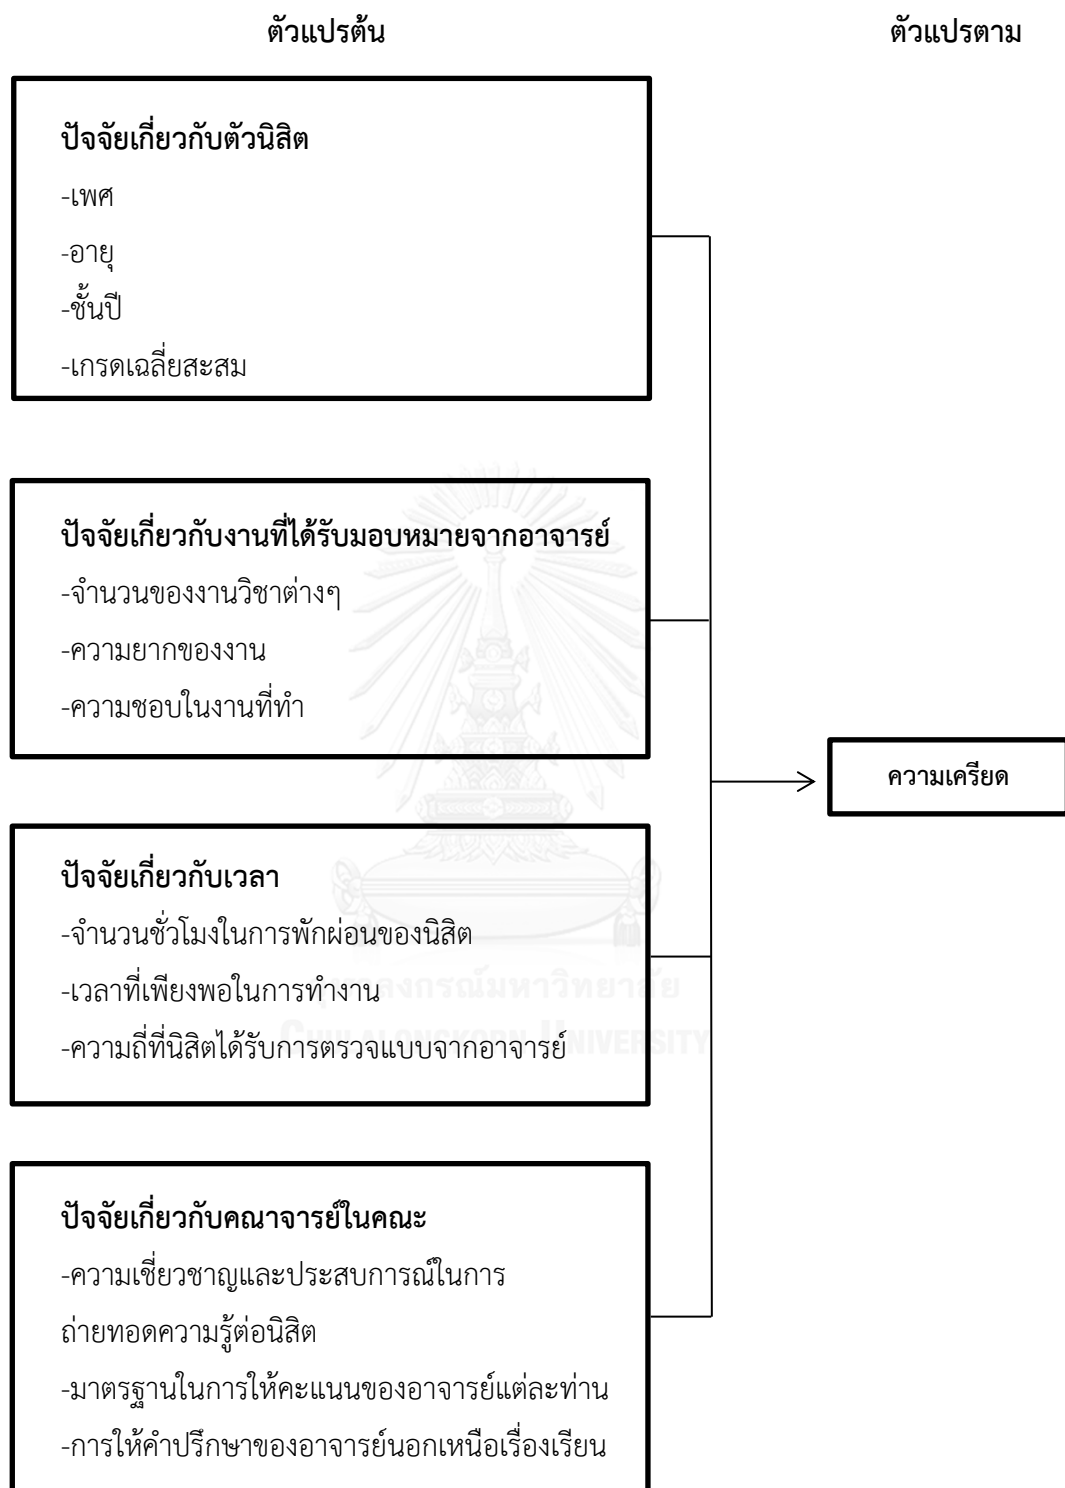 ตัวแปรต้น
ตัวแปรตาม
ปัจจัยเกี่ยวกับตัวนิสิต
-เพศ
-อายุ
-ชั้นปี
-เกรดเฉลี่ยสะสม
ปัจจัยเกี่ยวกับงานที่ได้รับมอบหมายจากอาจารย์
-จำนวนของงานวิชาต่างๆ
-ความยากของงาน
-ความชอบในงานที่ทำ
ความเครียด
ปัจจัยเกี่ยวกับเวลา
-จำนวนชั่วโมงในการพักผ่อนของนิสิต
-เวลาที่เพียงพอในการทำงาน
-ความถี่ที่นิสิตได้รับการตรวจแบบจากอาจารย์
จุฬาลงกรณ์มหาวิทยาลัย
CHULALONGKORN UNIVERSITY
ปัจจัยเกี่ยวกับคณาจารย์ในคณะ
-ความเชี่ยวชาญและประสบการณ์ในการ
ถ่ายทอดความรู้ต่อนิสิต
-มาตรฐานในการให้คะแนนของอาจารย์แต่ละท่าน
-การให้คำปรึกษาของอาจารย์นอกเหนือเรื่องเรียน